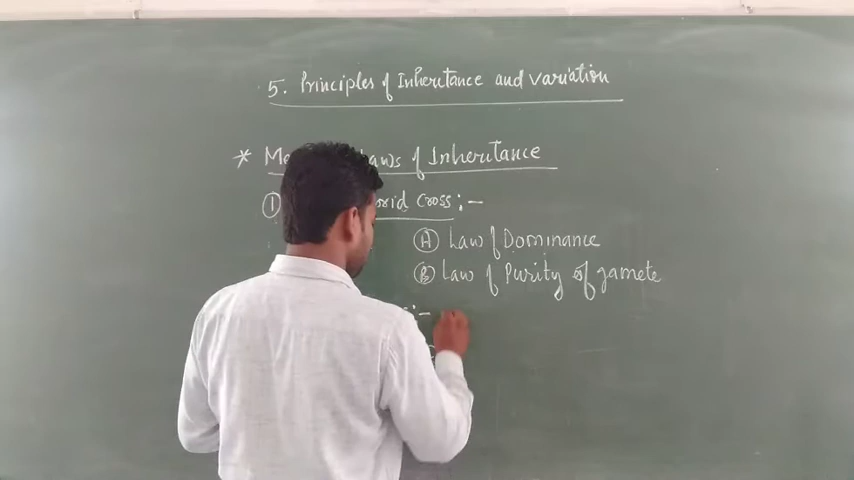 5. Principles of Inheritance and variation
* Laws of Inheritance
① Cross :-
Ⓐ Law of Dominance
Ⓑ Law of Purity of gamete
:-